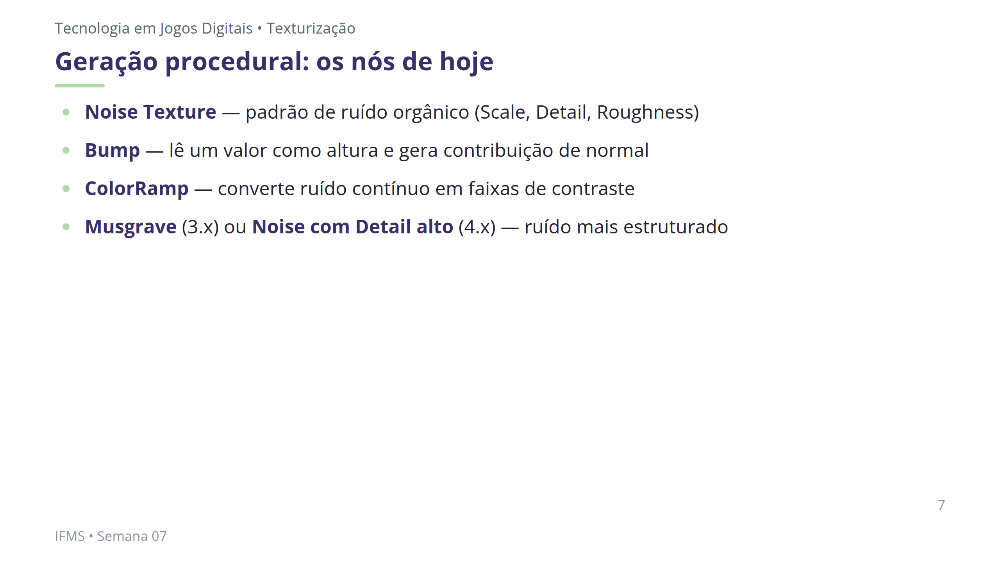 Tecnologia em Jogos Digitais • Texturização
Geração procedural: os nós de hoje
• Noise Texture — padrão de ruído orgânico (Scale, Detail, Roughness)
• Bump — lê um valor como altura e gera contribuição de normal
• ColorRamp — converte ruído contínuo em faixas de contraste
• Musgrave (3.x) ou Noise com Detail alto (4.x) — ruído mais estruturado
7
IFMS • Semana 07